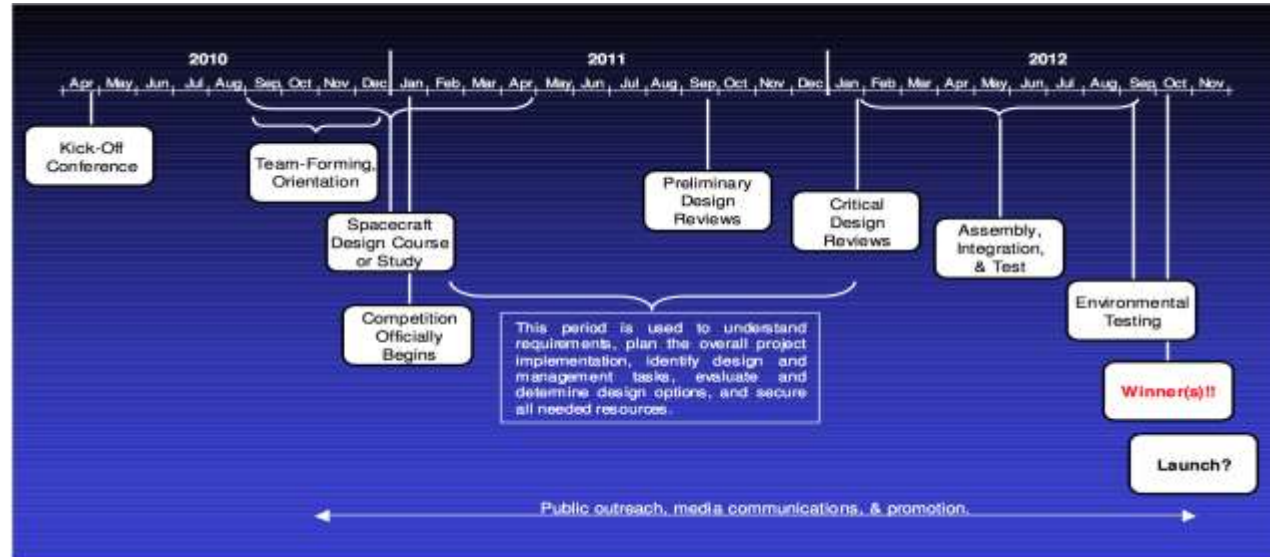 2010 2011 2012
Apr May Jun Jul Aug Sep Oct Nov Dec Jan Feb Mar Apr May Jun Jul Aug Sep Oct Nov Dec Jan Feb Mar Apr May Jun Jul Aug Sep Oct Nov
Kick-Off
Conference
Team-Forming,
Orientation
Spacecraft
Design Course
or Study
Competition
Officially
Begins
Preliminary
Design
Reviews
Critical
Design
Reviews
Assembly,
Integration,
& Test
Environmental
Testing
Winner(s)!!
Launch?
This period is used to understand
requirements, plan the overall project
implementation, identify design and
management tasks, evaluate and
determine design options, and secure
all needed resources.
Public outreach, media communications, & promotion.